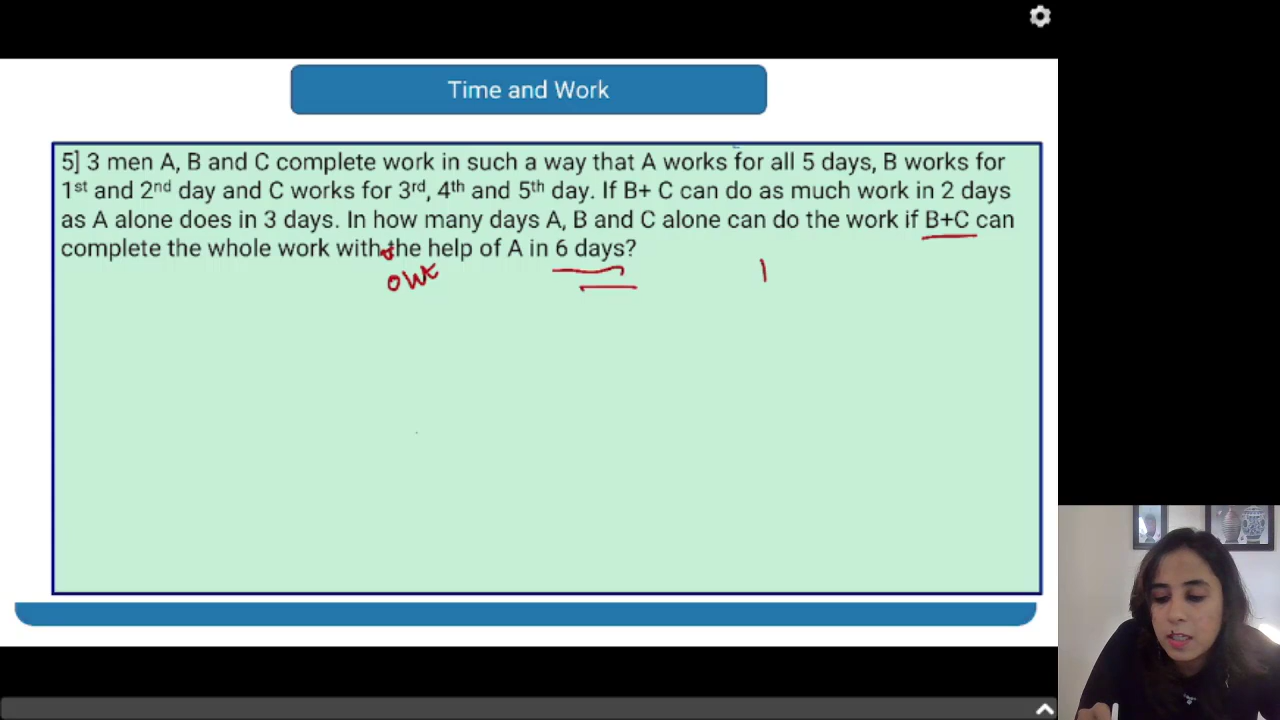 Time and Work
5] 3 men A, B and C complete work in such a way that A works for all 5 days, B works for
1st and 2nd day and C works for 3rd, 4th and 5th day. If B+ C can do as much work in 2 days
as A alone does in 3 days. In how many days A, B and C alone can do the work if B+C can
complete the whole work with the help of A in 6 days?
out